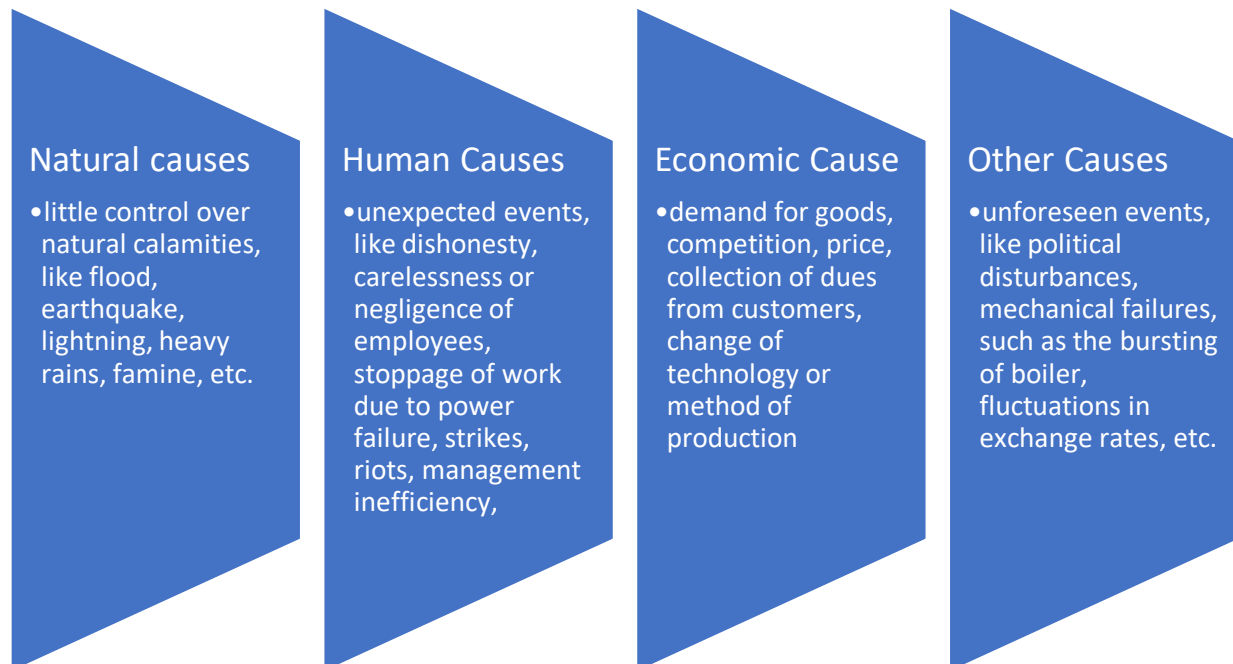 Natural causes
•little control over
natural calamities,
like flood,
earthquake,
lightning, heavy
rains, famine, etc.
Human Causes
•unexpected events,
like dishonesty,
carelessness or
negligence of
employees,
stoppage of work
due to power
failure, strikes,
riots, management
inefficiency,
Economic Cause
•demand for goods,
competition, price,
collection of dues
from customers,
change of
technology or
method of
production
Other Causes
•unforeseen events,
like political
disturbances,
mechanical failures,
such as the bursting
of boiler,
fluctuations in
exchange rates, etc.